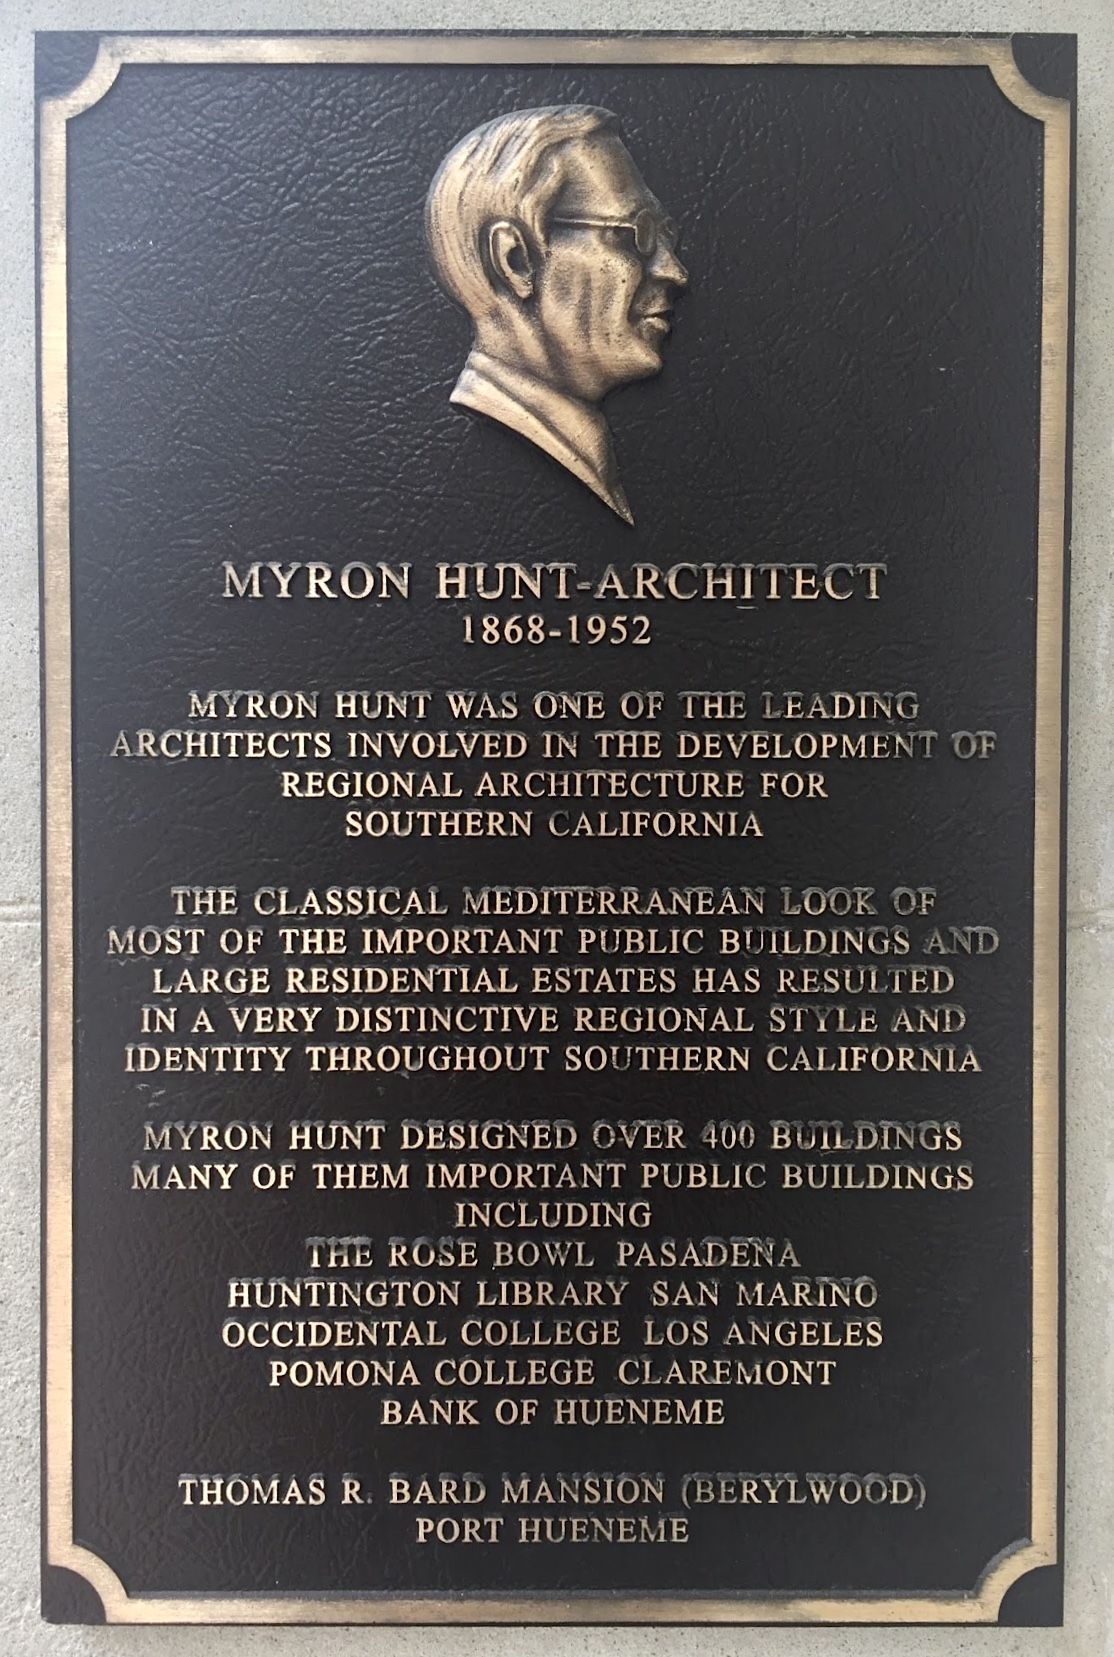 MYRON HUNT-ARCHITECT
1868-1952
MYRON HUNT WAS ONE OF THE LEADING
ARCHITECTS INVOLVED IN THE DEVELOPMENT OF
REGIONAL ARCHITECTURE FOR
SOUTHERN CALIFORNIA
THE CLASSICAL MEDITERRANEAN LOOK OF
MOST OF THE IMPORTANT PUBLIC BUILDINGS AND
LARGE RESIDENTIAL ESTATES HAS RESULTED
IN A VERY DISTINCTIVE REGIONAL STYLE AND
IDENTITY THROUGHOUT SOUTHERN CALIFORNIA
MYRON HUNT DESIGNED OVER 400 BUILDINGS
MANY OF THEM IMPORTANT PUBLIC BUILDINGS
INCLUDING
THE ROSE BOWL PASADENA
HUNTINGTON LIBRARY SAN MARINO
OCCIDENTAL COLLEGE LOS ANGELES
POMONA COLLEGE CLAREMONT
BANK OF HUENEME
THOMAS R. BARD MANSION (BERYLWOOD)
PORT HUENEME